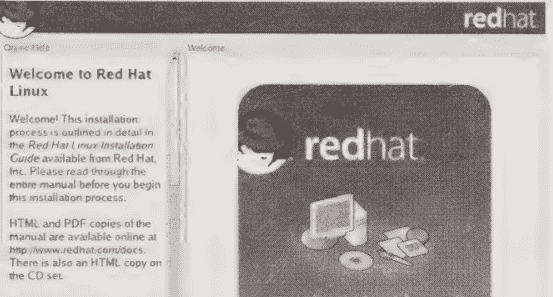 redhat.
Online Help
Welcome
Welcome to Red Hat
Linux
Welcome! This installation
process is outlined in detail in
the Red Hat Linux Installation
Guide available from Red Hat,
Inc. Please read through the
entire manual before you begin
this installation process.
HTML and PDF copies of the
manual are available online at
http://www.redhat.com/docs.
There is also an HTML copy on
the CD set.
redhat.